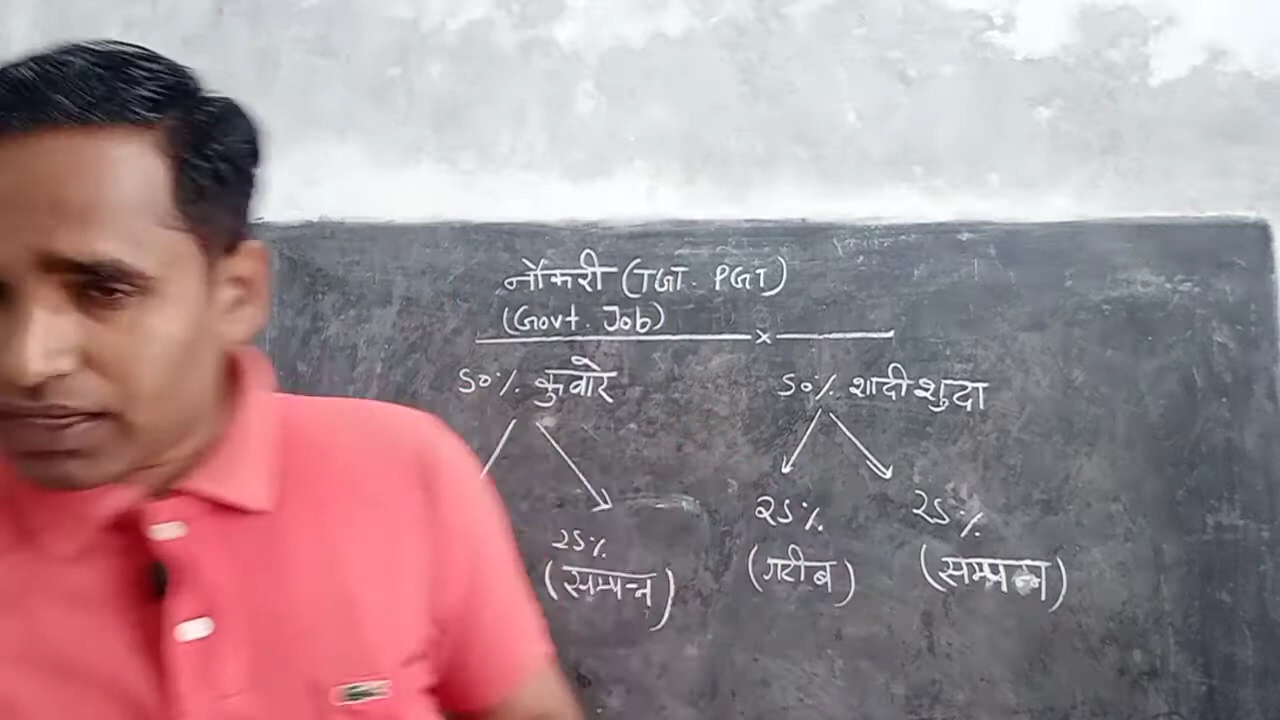 नौकरी (TGT. PGT)
(Govt. Job)
x
50% कुवांरे
50% शादीशुदा
25%
(सम्पन्न)
25%
(गरीब)
25%
(सम्पन्न)